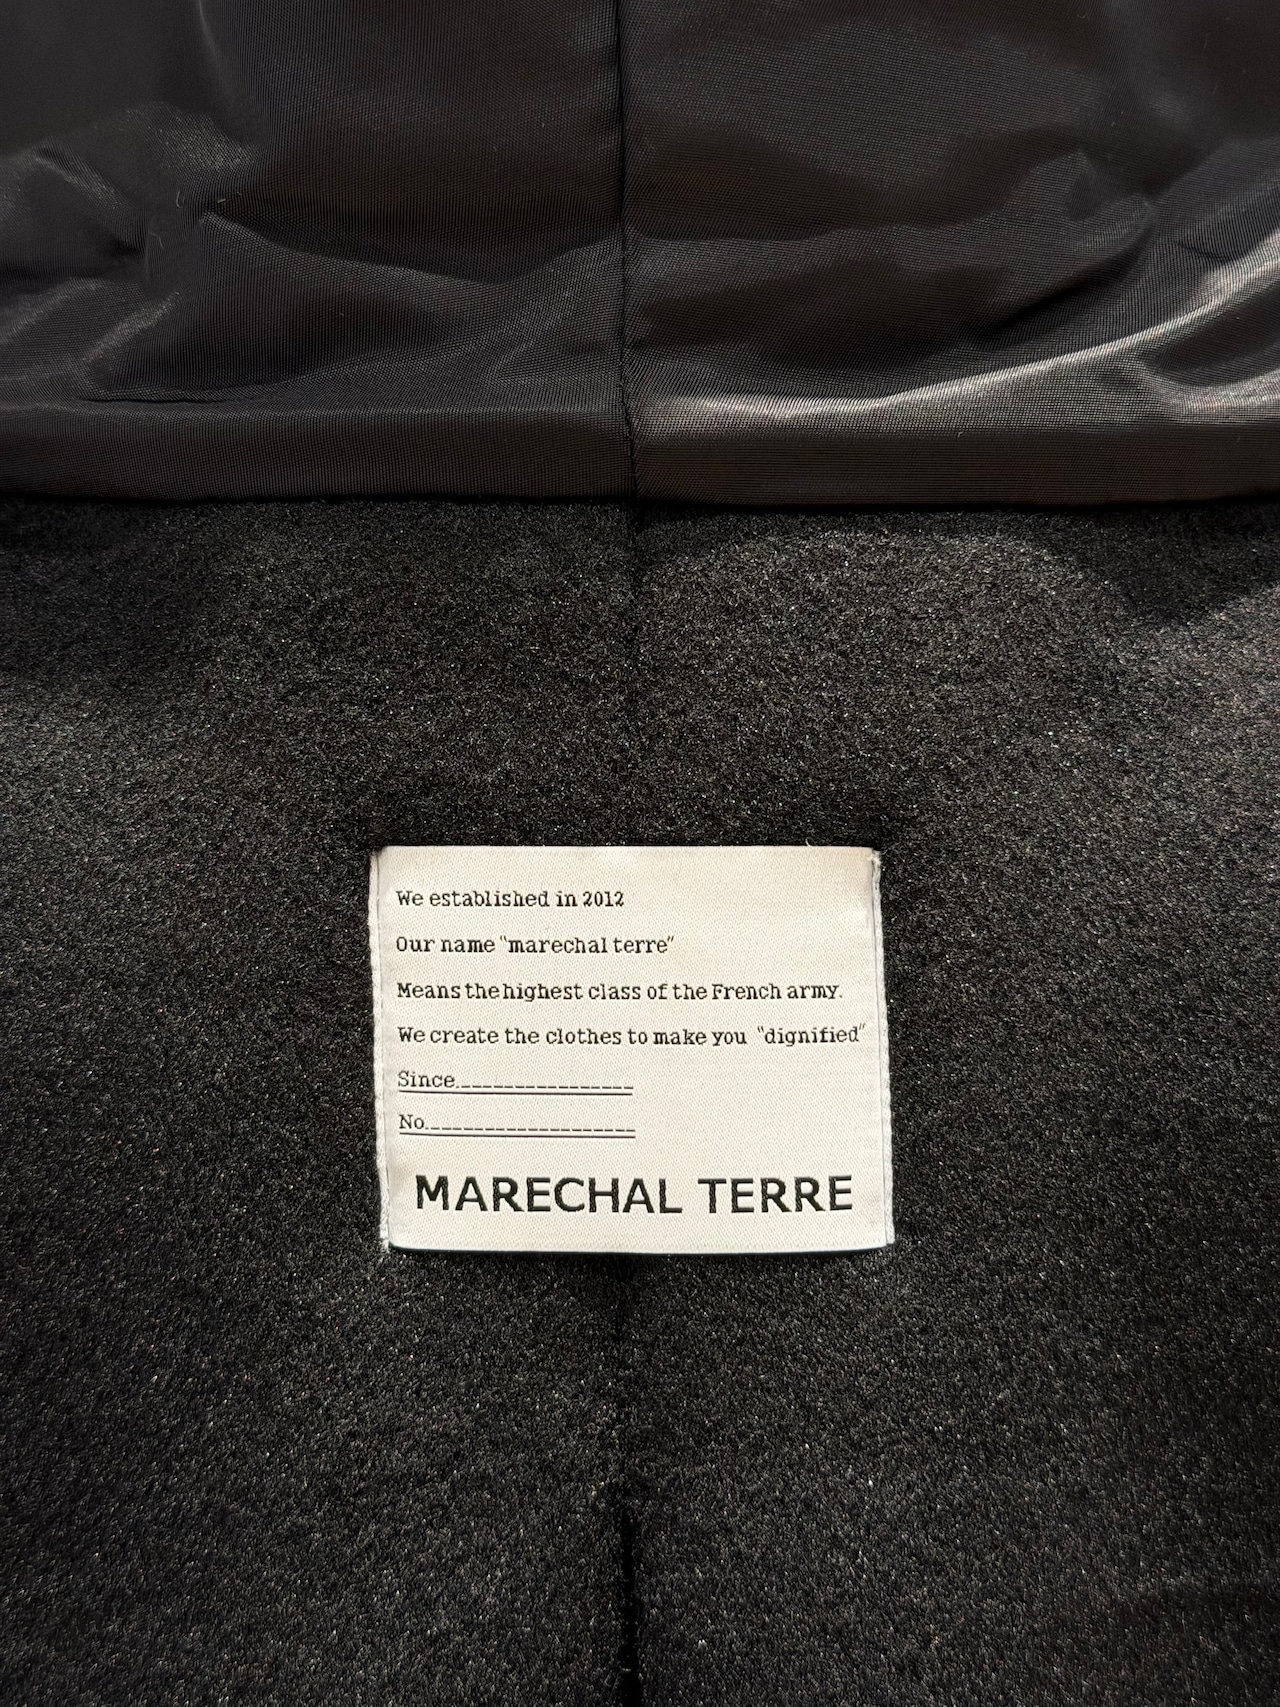 We established in 2012
Our name "marechal terre"
Means the highest class of the French army.
We create the clothes to make you "dignified"
Since
No.
MARECHAL TERRE